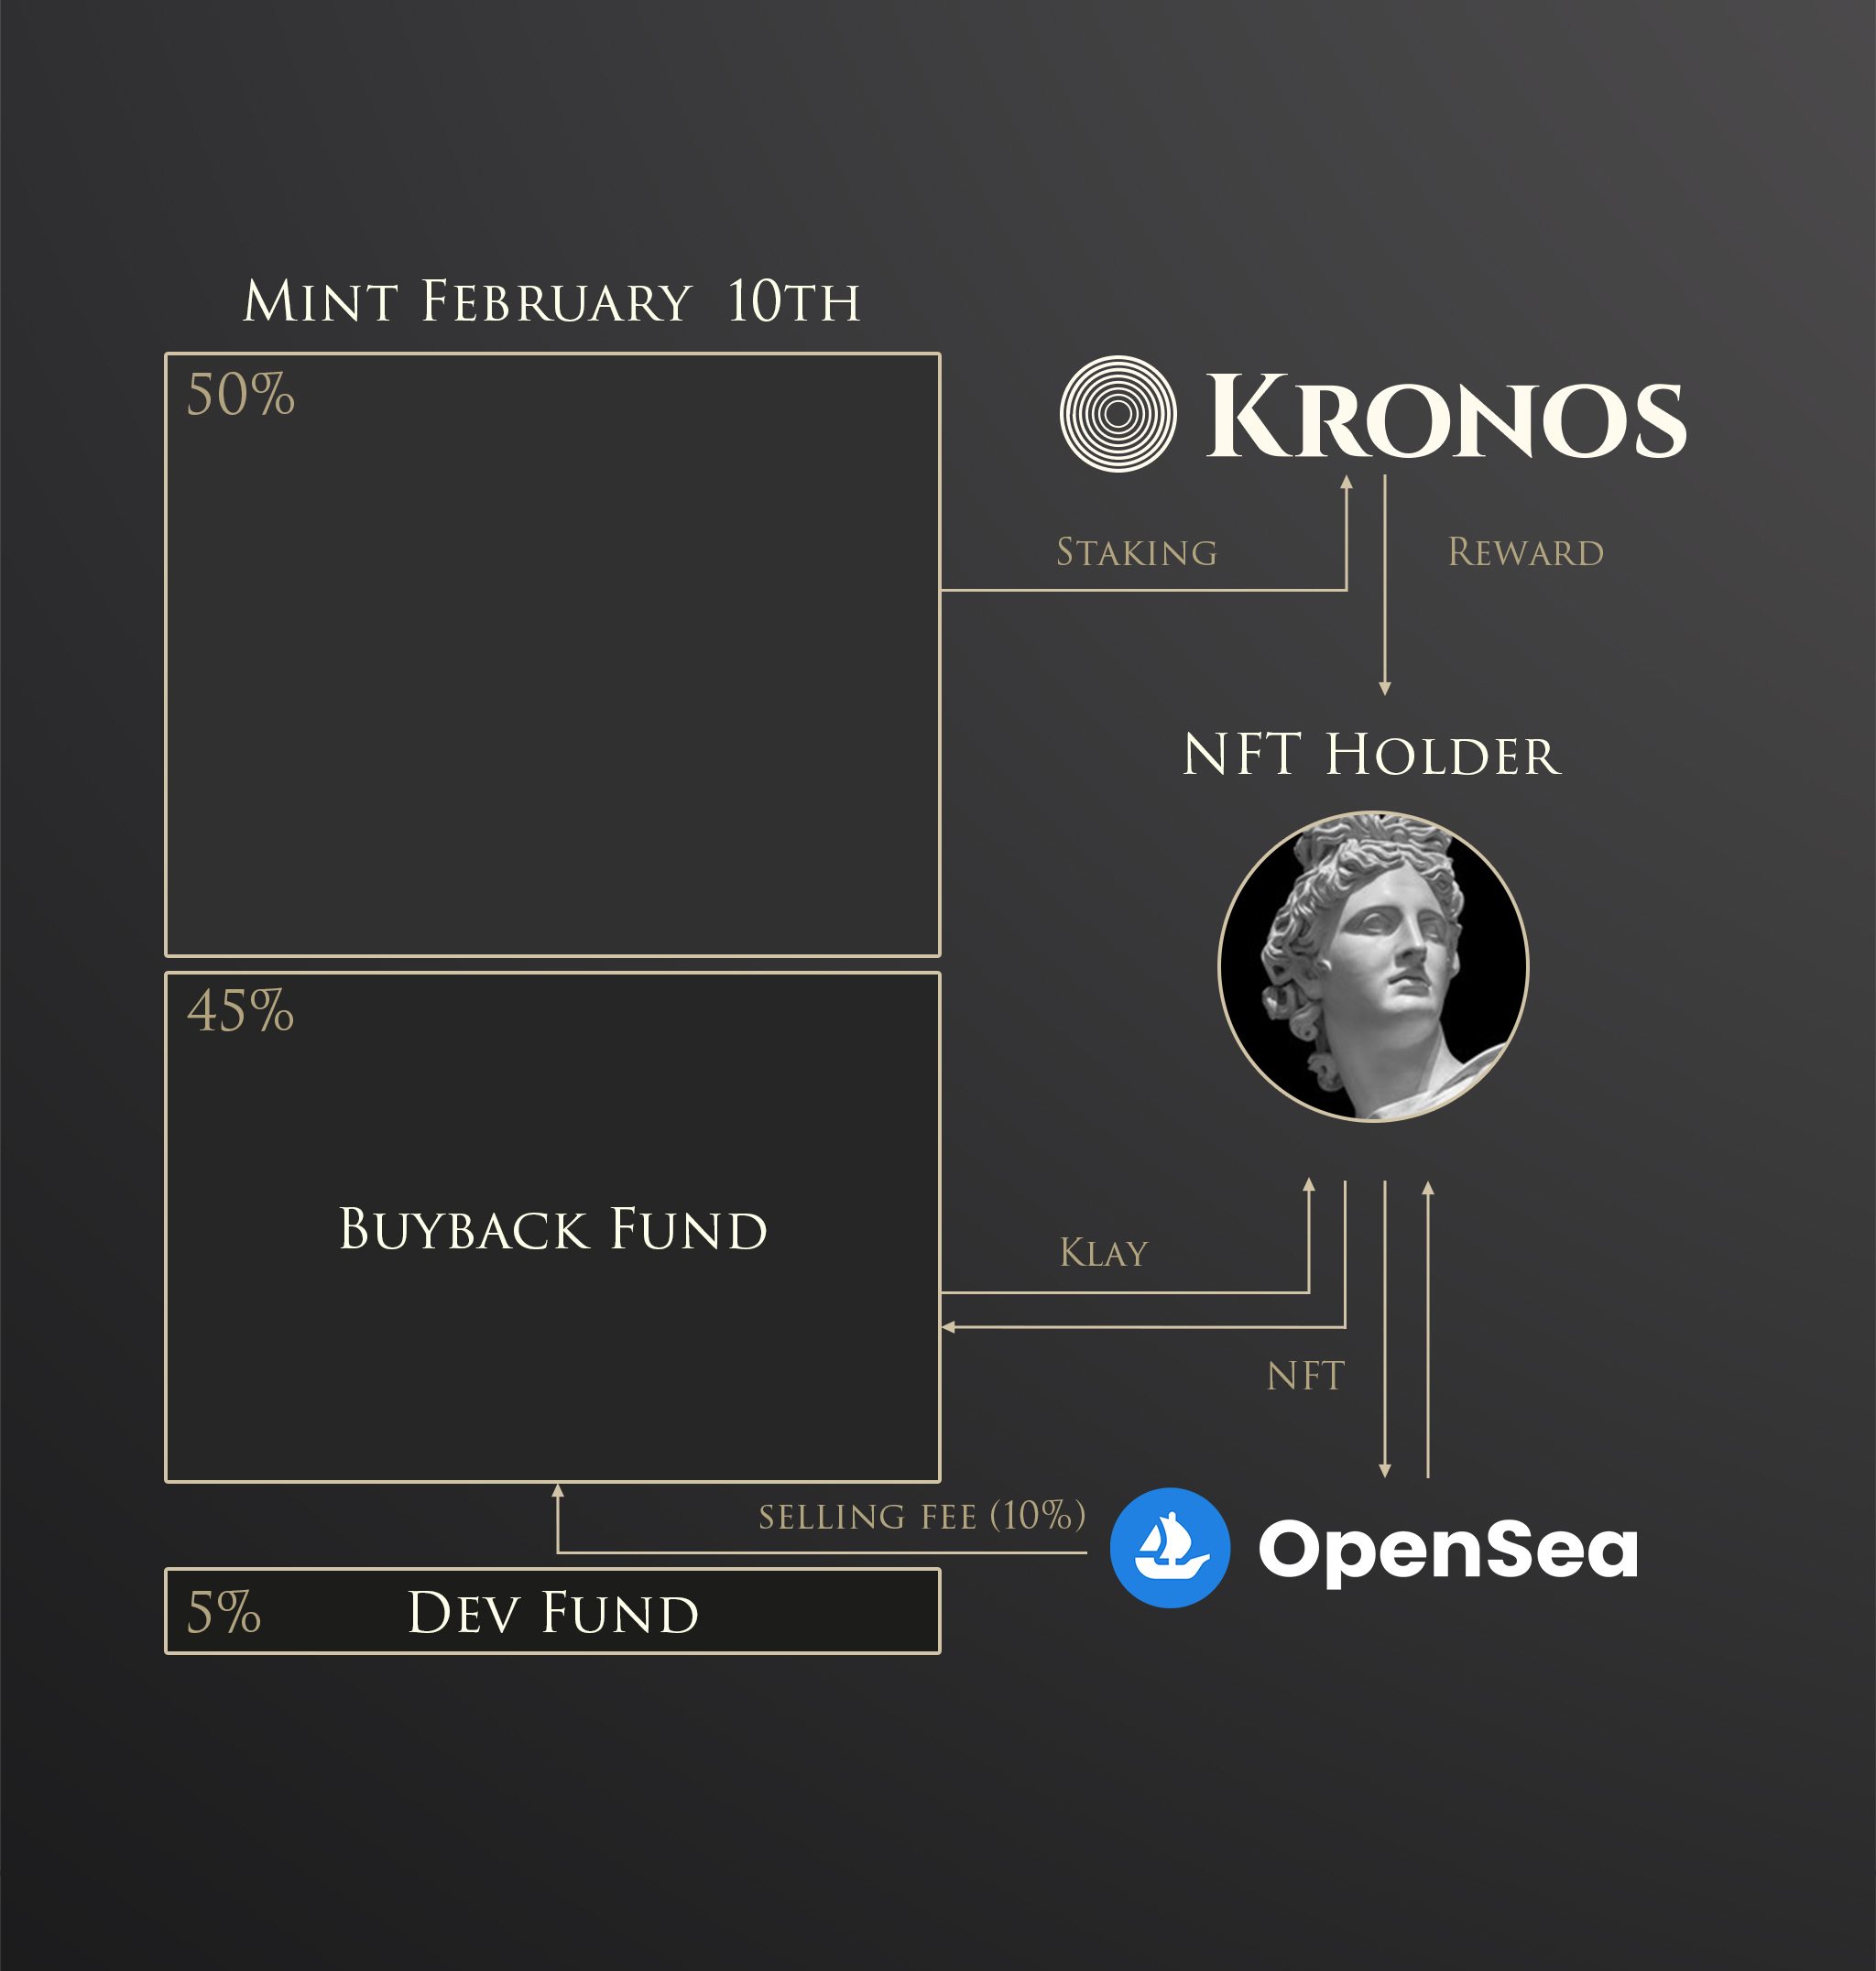 Mint February 10th
50%
Kronos
Staking
Reward
NFT Holder
45%
Buyback Fund
Klay
NFT
selling fee (10%)
OpenSea
5%
Dev Fund